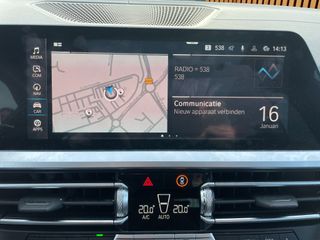 538
14:13
MEDIA
COM
NAV
CAR
APPS
RADIO - 538
538
Communicatie
Nieuw apparaat verbinden
16
Januari
20.0°
A/C
AUTO
20.0°